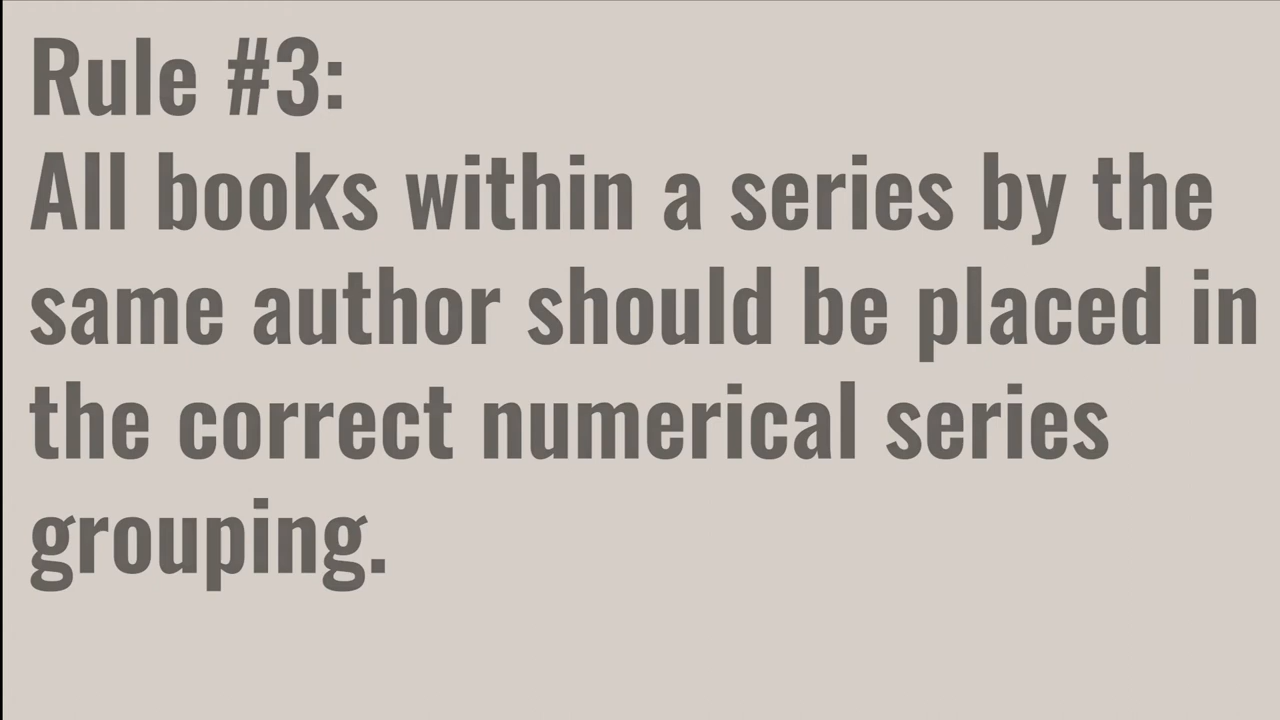 Rule #3:
All books within a series by the
same author should be placed in
the correct numerical series
grouping.